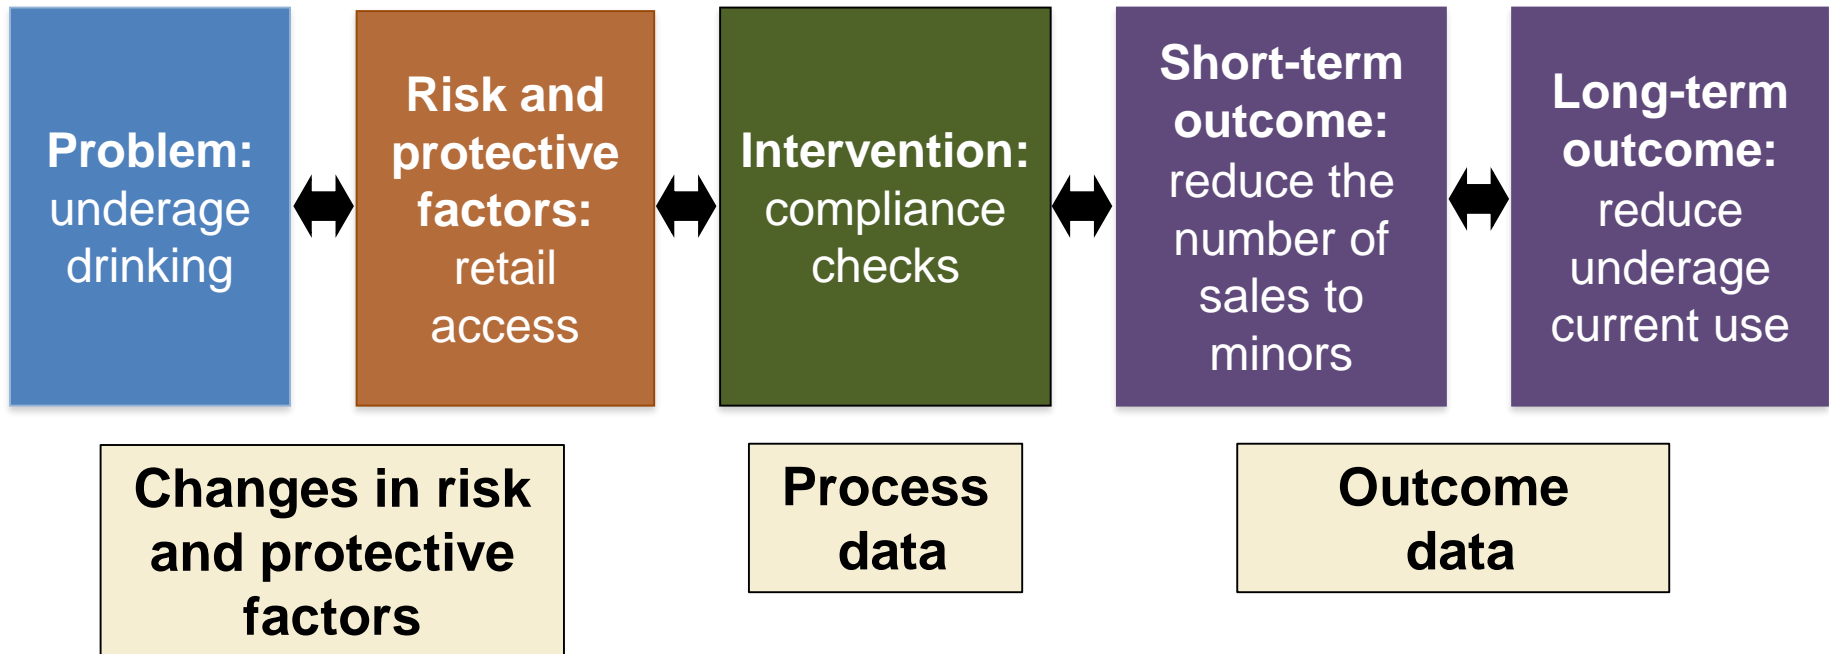 Problem:
underage
drinking
Risk and
protective
factors:
retail
access
Intervention:
compliance
checks
Short-term
outcome:
reduce the
number of
sales to
minors
Long-term
outcome:
reduce
underage
current use
Changes in risk
and protective
factors
Process
data
Outcome
data